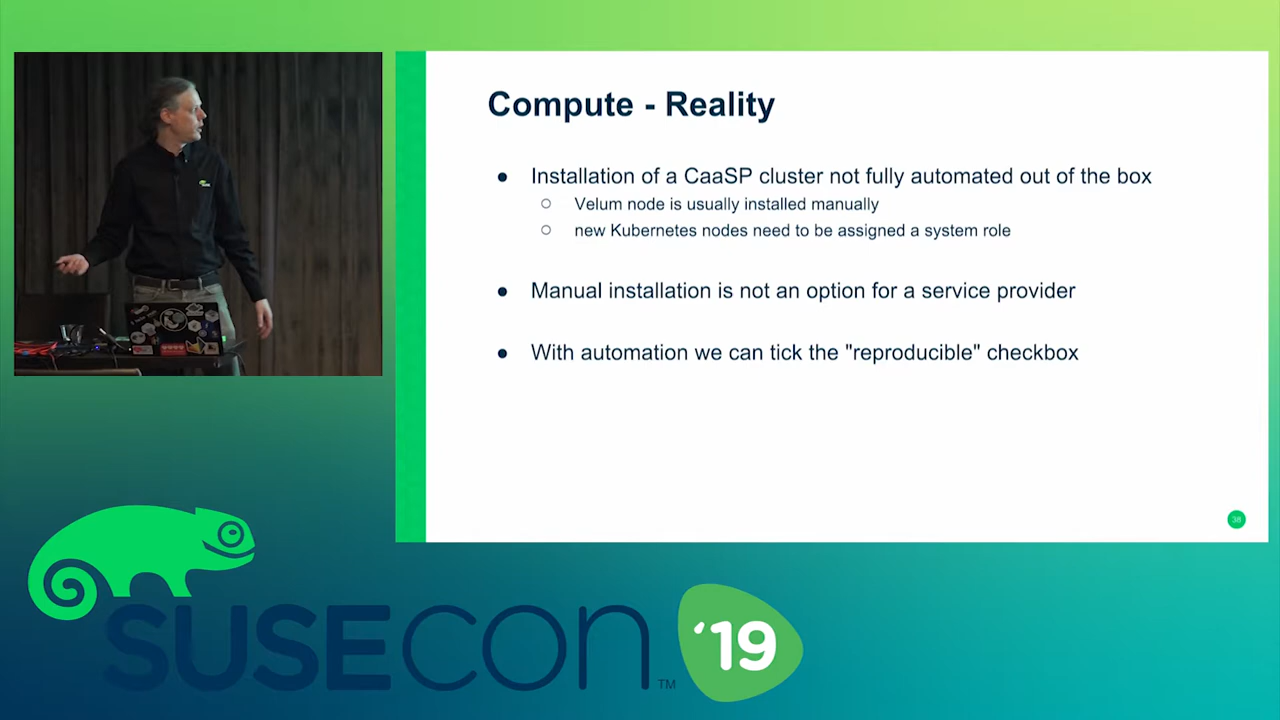 Compute - Reality
● Installation of a CaaSP cluster not fully automated out of the box
○ Velum node is usually installed manually
○ new Kubernetes nodes need to be assigned a system role
● Manual installation is not an option for a service provider
● With automation we can tick the "reproducible" checkbox
38
SUSECON ‘19
TM